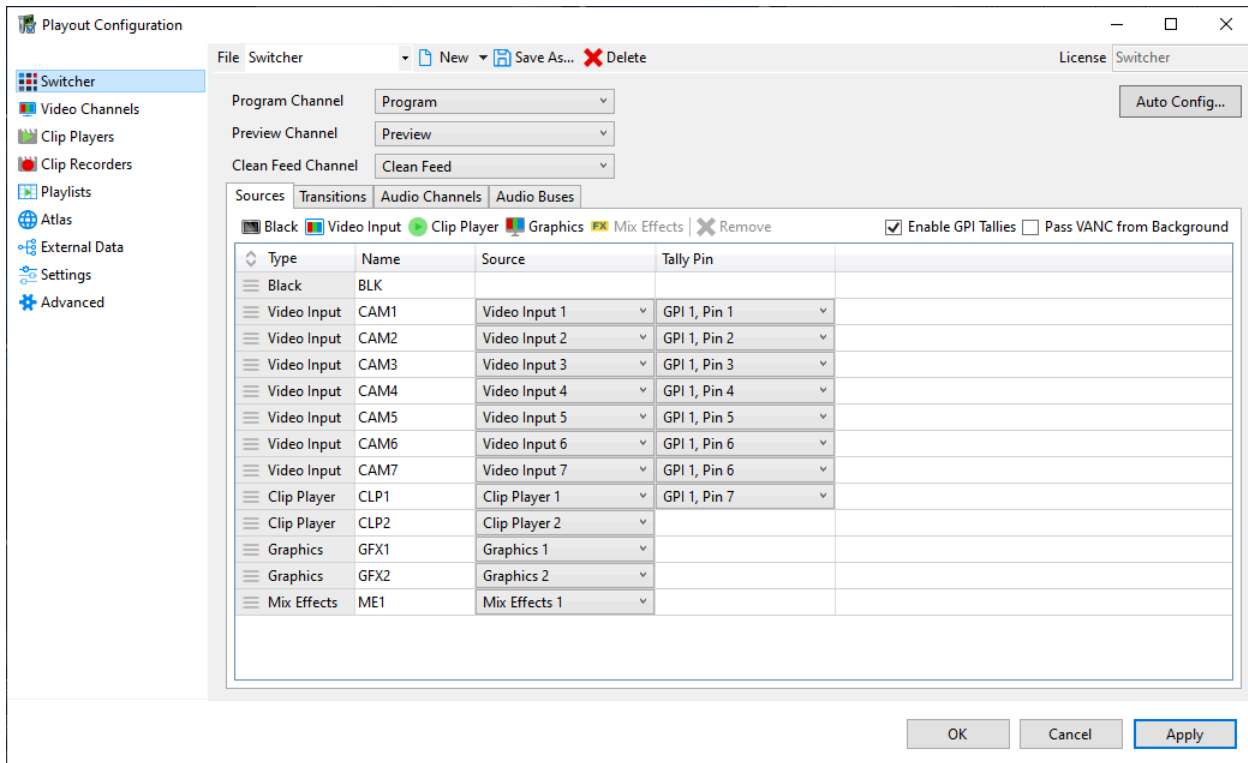 Playout Configuration
File Switcher New Save As... Delete License Switcher
Switcher
Video Channels
Clip Players
Clip Recorders
Playlists
Atlas
External Data
Settings
Advanced
Program Channel Program Auto Config...
Preview Channel Preview
Clean Feed Channel Clean Feed
Sources Transitions Audio Channels Audio Buses
Black Video Input Clip Player Graphics FX Mix Effects Remove Enable GPI Tallies Pass VANC from Background
Type Name Source Tally Pin
Black BLK
Video Input CAM1 Video Input 1 GPI 1, Pin 1
Video Input CAM2 Video Input 2 GPI 1, Pin 2
Video Input CAM3 Video Input 3 GPI 1, Pin 3
Video Input CAM4 Video Input 4 GPI 1, Pin 4
Video Input CAM5 Video Input 5 GPI 1, Pin 5
Video Input CAM6 Video Input 6 GPI 1, Pin 6
Video Input CAM7 Video Input 7 GPI 1, Pin 6
Clip Player CLP1 Clip Player 1 GPI 1, Pin 7
Clip Player CLP2 Clip Player 2
Graphics GFX1 Graphics 1
Graphics GFX2 Graphics 2
Mix Effects ME1 Mix Effects 1
OK Cancel Apply